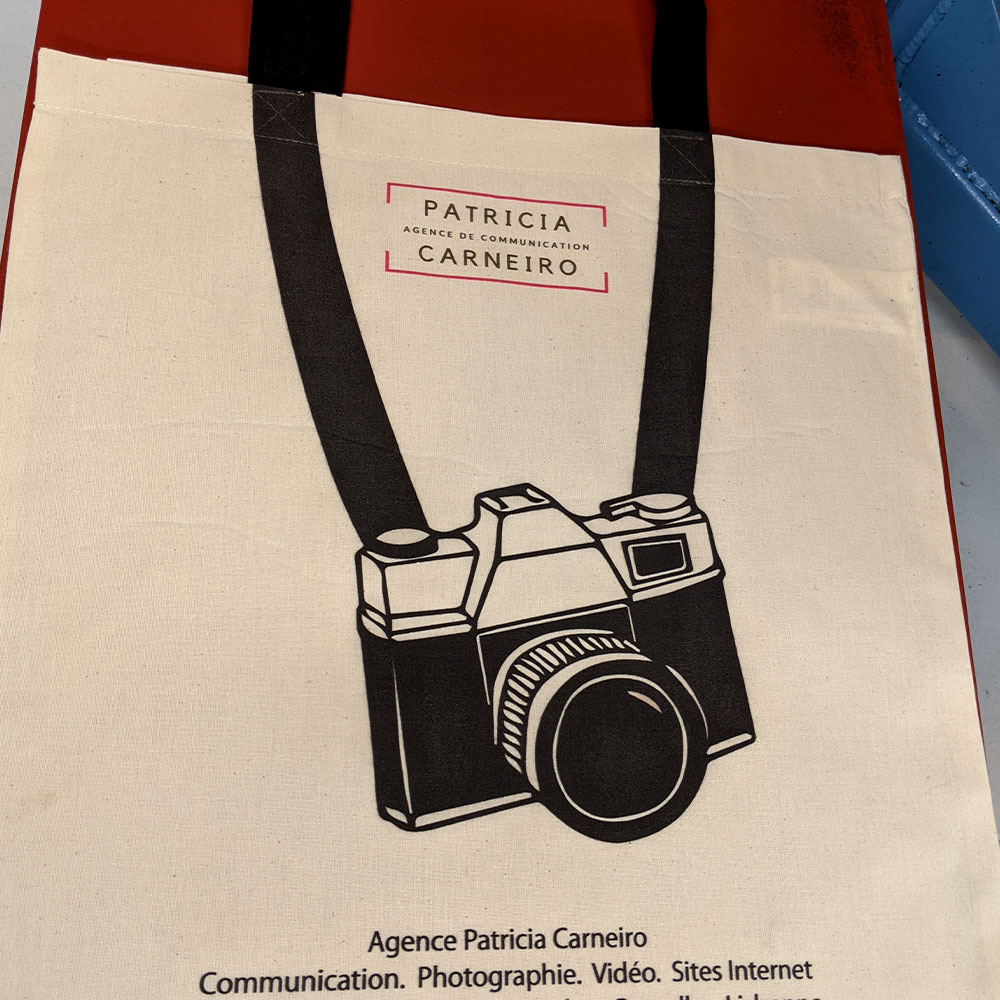 PATRICIA
AGENCE DE COMMUNICATION
CARNEIRO
Agence Patricia Carneiro
Communication. Photographie. Vidéo. Sites Internet